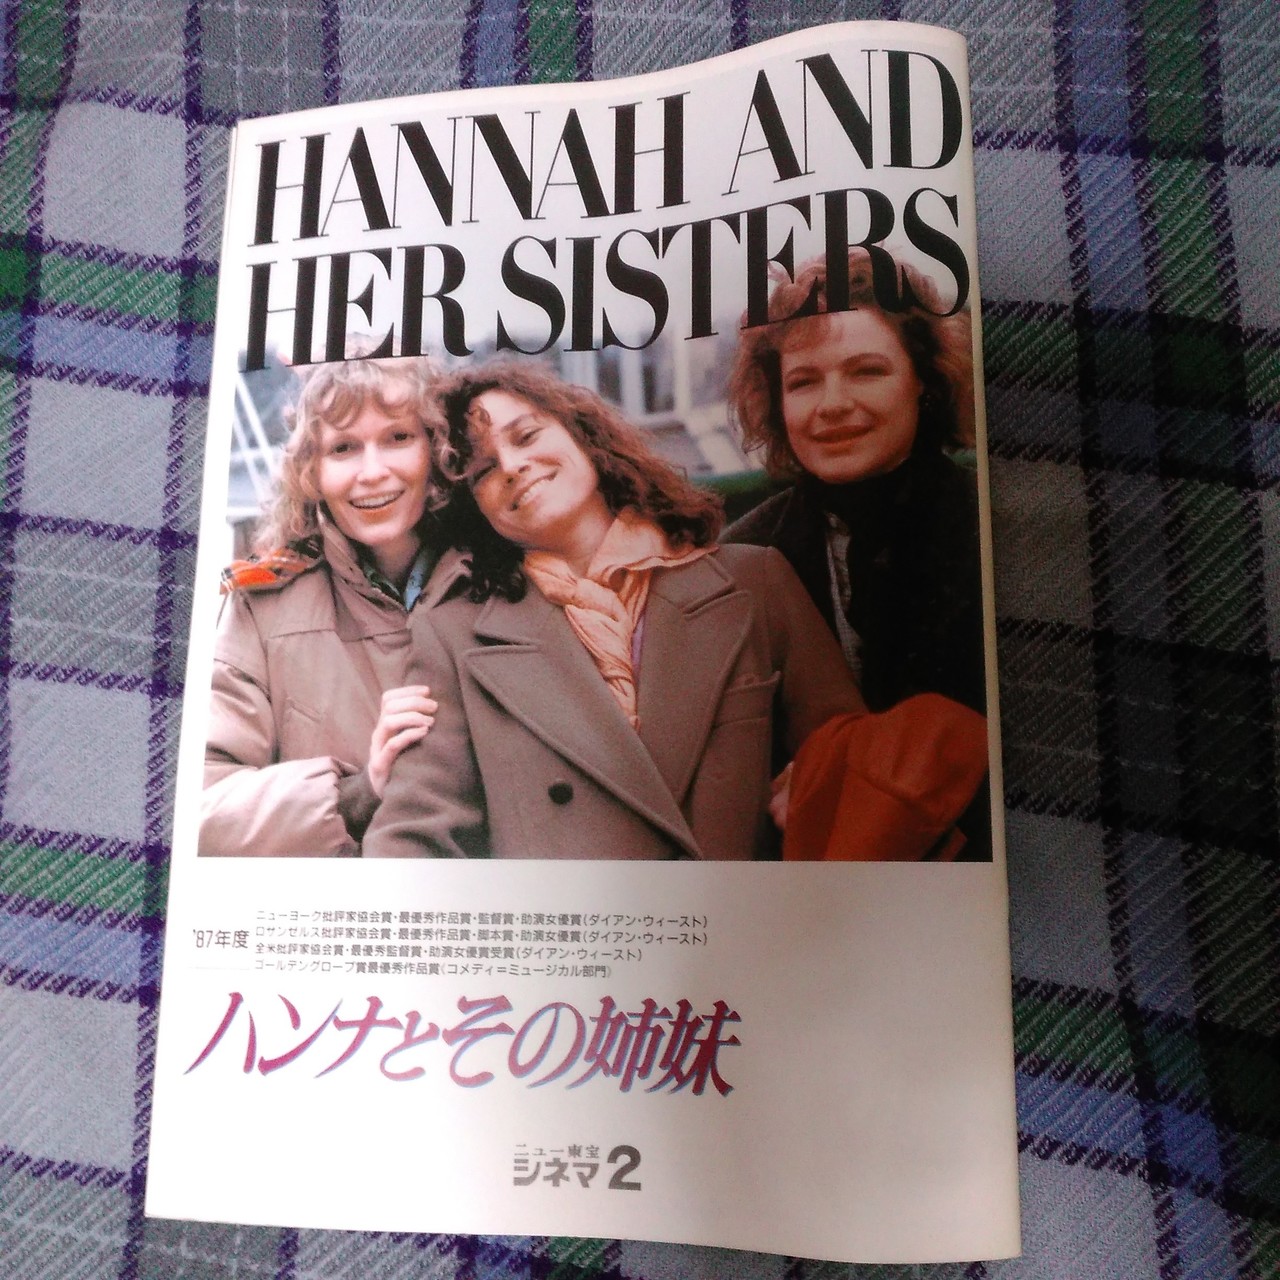 HANNAH AND
HER SISTERS
'87年度
ニューヨーク批評家協会賞・最優秀作品賞・監督賞・助演女優賞(ダイアン・ウィースト)
ロサンゼルス批評家協会賞・最優秀作品賞・脚本賞・助演女優賞(ダイアン・ウィースト)
全米批評家協会賞・最優秀監督賞・助演女優賞受賞(ダイアン・ウィースト)
ゴールデングローブ賞最優秀作品賞《コメディ=ミュージカル部門》
ハンナとその姉妹
ニュー東宝
シネマ2